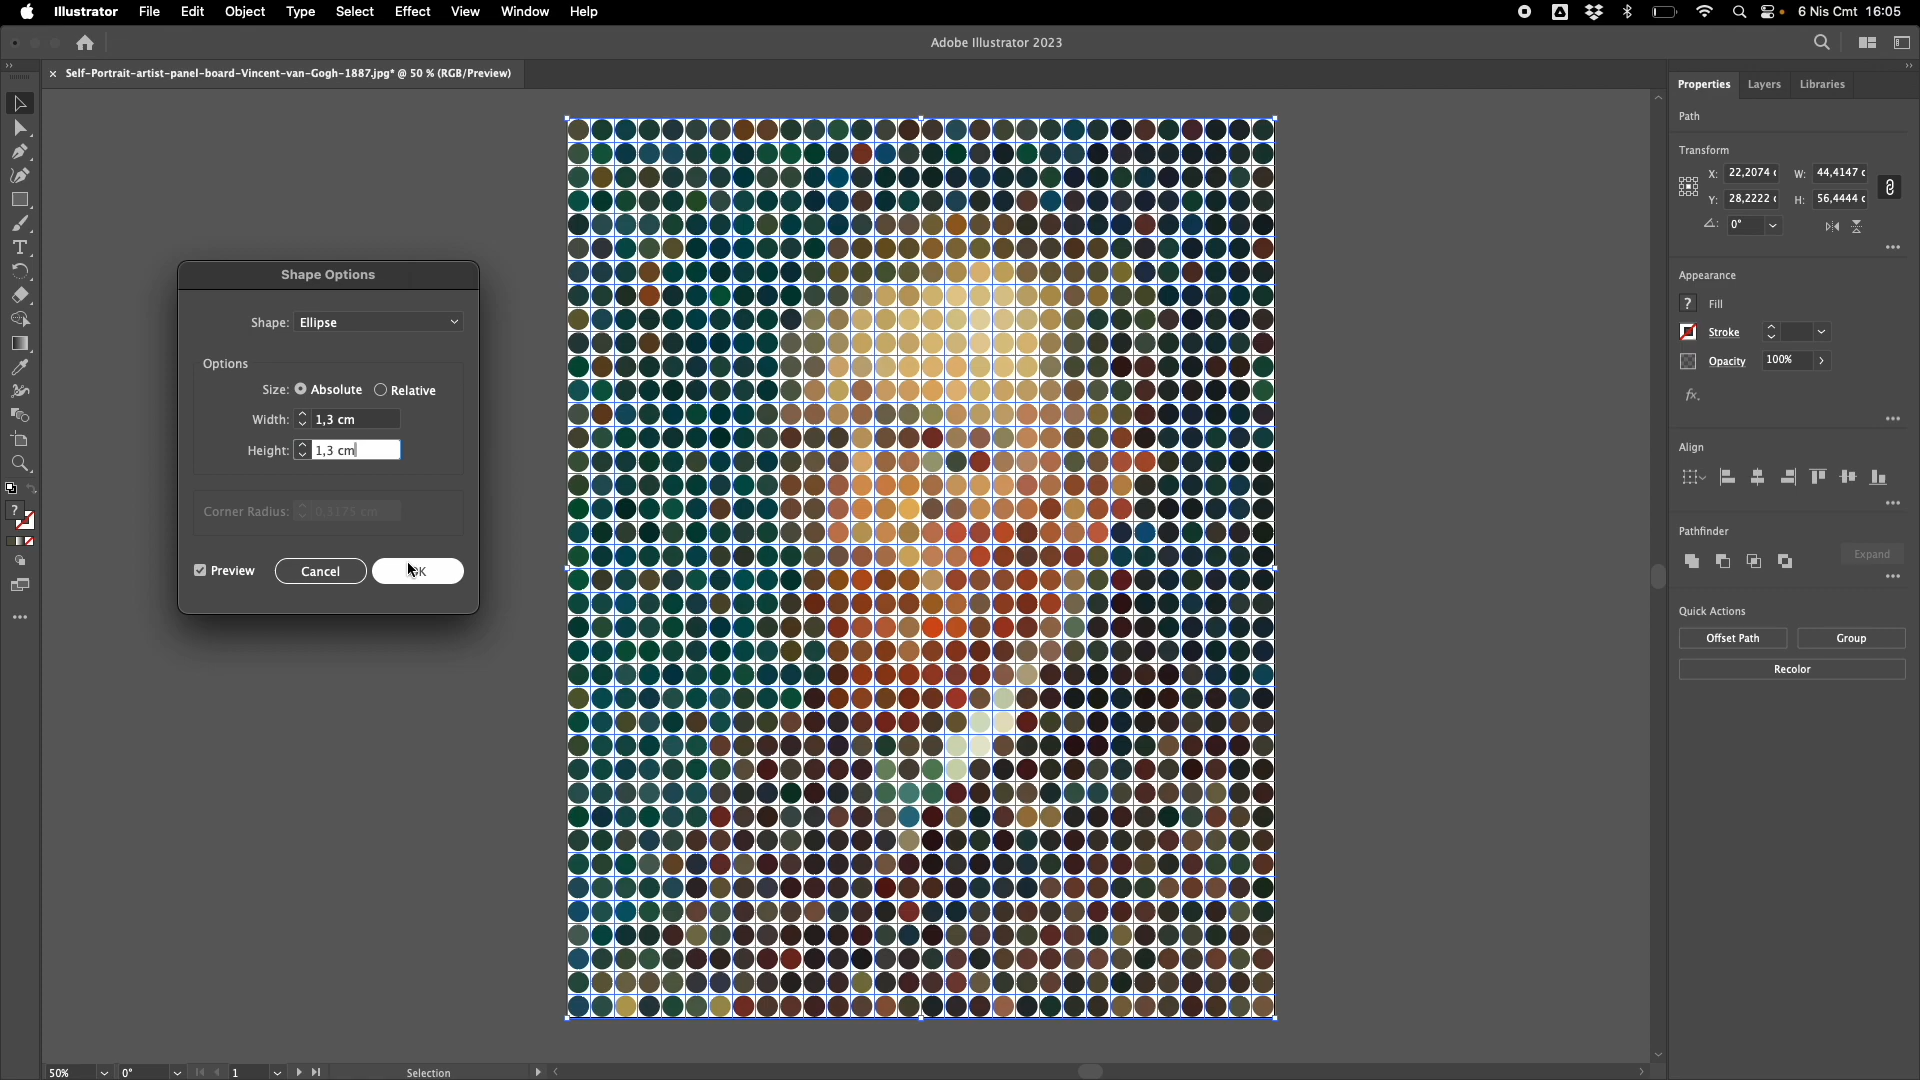 Illustrator File Edit Object Type Select Effect View Window Help 6 Nis Cmt 16:05
Adobe Illustrator 2023
Self-Portrait-artist-panel-board-Vincent-van-Gogh-1887.jpg* @ 50 % (RGB/Preview)
Properties Layers Libraries
Path
Transform
X: 22,2074 c W: 44,4147 c
Y: 28,2222 c H: 56,4444 c
0°
Appearance
? Fill
Stroke
Opacity 100%
fx.
Align
Pathfinder
Expand
Quick Actions
Offset Path Group
Recolor
Shape Options
Shape: Ellipse
Options
Size: Absolute Relative
Width: 1,3 cm
Height: 1,3 cm
Corner Radius: 0,3175 cm
Preview Cancel K
?
50% 0° 1 Selection